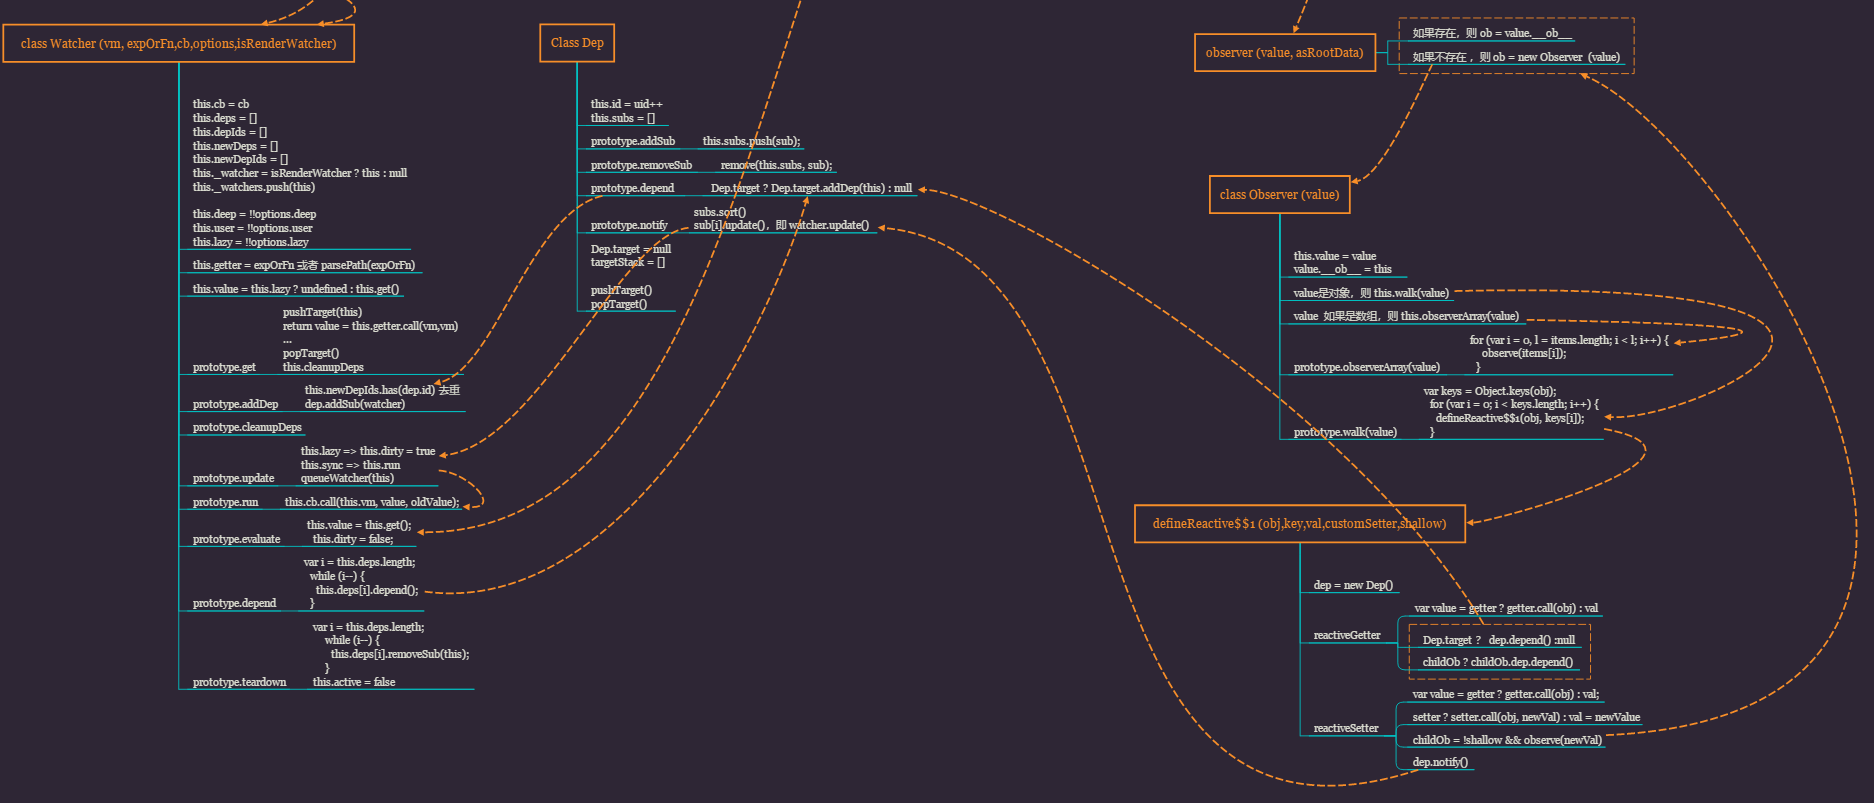 class Watcher (vm, expOrFn,cb,options,isRenderWatcher)
this.cb = cb
this.deps = []
this.depIds = []
this.newDeps = []
this.newDepIds = []
this._watcher = isRenderWatcher ? this : null
this._watchers.push(this)
this.deep = !!options.deep
this.user = !!options.user
this.lazy = !!options.lazy
this.getter = expOrFn 或者 parsePath(expOrFn)
this.value = this.lazy ? undefined : this.get()
pushTarget(this)
return value = this.getter.call(vm,vm)
...
popTarget()
prototype.get this.cleanupDeps
this.newDepIds.has(dep.id) 去重
prototype.addDep dep.addSub(watcher)
prototype.cleanupDeps
this.lazy => this.dirty = true
this.sync => this.run
prototype.update queueWatcher(this)
prototype.run this.cb.call(this.vm, value, oldValue);
this.value = this.get();
prototype.evaluate this.dirty = false;
var i = this.deps.length;
while (i--) {
this.deps[i].depend();
prototype.depend }
var i = this.deps.length;
while (i--) {
this.deps[i].removeSub(this);
}
prototype.teardown this.active = false
Class Dep
this.id = uid++
this.subs = []
prototype.addSub this.subs.push(sub);
prototype.removeSub remove(this.subs, sub);
prototype.depend Dep.target ? Dep.target.addDep(this) : null
subs.sort()
prototype.notify sub[i].update()，即 watcher.update()
Dep.target = null
targetStack = []
pushTarget()
popTarget()
observer (value, asRootData)
如果存在，则 ob = value.__ob__
如果不存在 ，则 ob = new Observer (value)
class Observer (value)
this.value = value
value.__ob__ = this
value是对象，则 this.walk(value)
value 如果是数组，则 this.observerArray(value)
for (var i = 0, l = items.length; i < l; i++) {
observe(items[i]);
prototype.observerArray(value) }
var keys = Object.keys(obj);
for (var i = 0; i < keys.length; i++) {
defineReactive$$1(obj, keys[i]);
prototype.walk(value) }
defineReactive$$1 (obj,key,val,customSetter,shallow)
dep = new Dep()
var value = getter ? getter.call(obj) : val
reactiveGetter
Dep.target ? dep.depend() :null
childOb ? childOb.dep.depend()
var value = getter ? getter.call(obj) : val;
setter ? setter.call(obj, newVal) : val = newValue
reactiveSetter
childOb = !shallow && observe(newVal)
dep.notify()